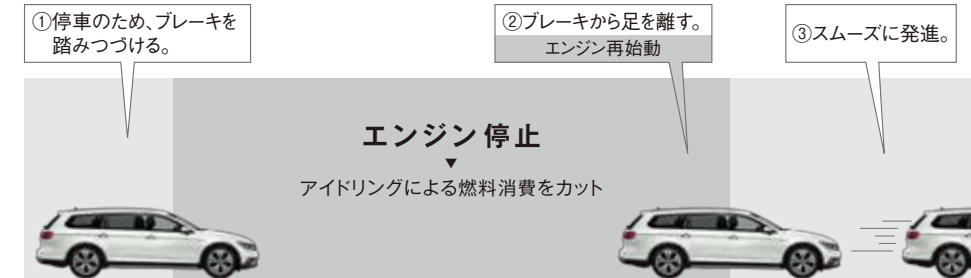 ①停車のため、ブレーキを
踏みつづける。
②ブレーキから足を離す。
エンジン再始動
③スムーズに発進。
エンジン停止
▼
アイドリングによる燃料消費をカット